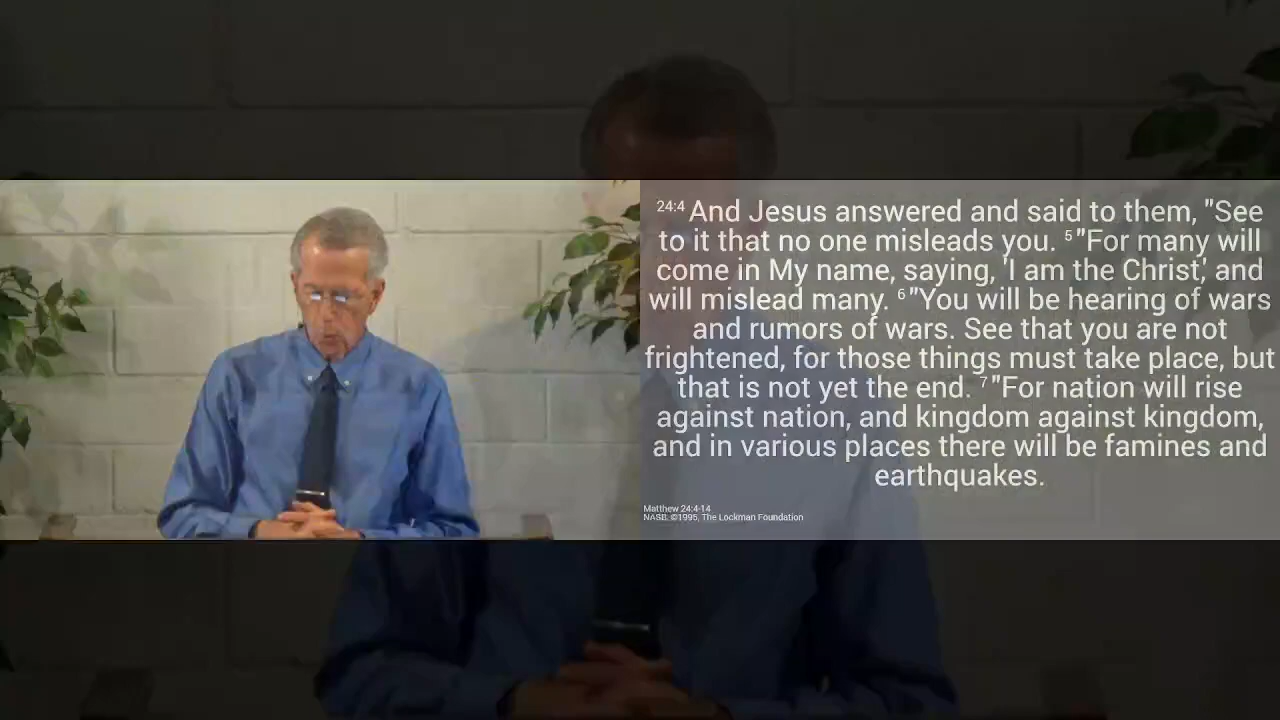 24:4 And Jesus answered and said to them, "See
to it that no one misleads you. 5 "For many will
come in My name, saying, 'I am the Christ,' and
will mislead many. 6 "You will be hearing of wars
and rumors of wars. See that you are not
frightened, for those things must take place, but
that is not yet the end. 7 "For nation will rise
against nation, and kingdom against kingdom,
and in various places there will be famines and
earthquakes.
Matthew 24:4-14
NASB, ©1995, The Lockman Foundation